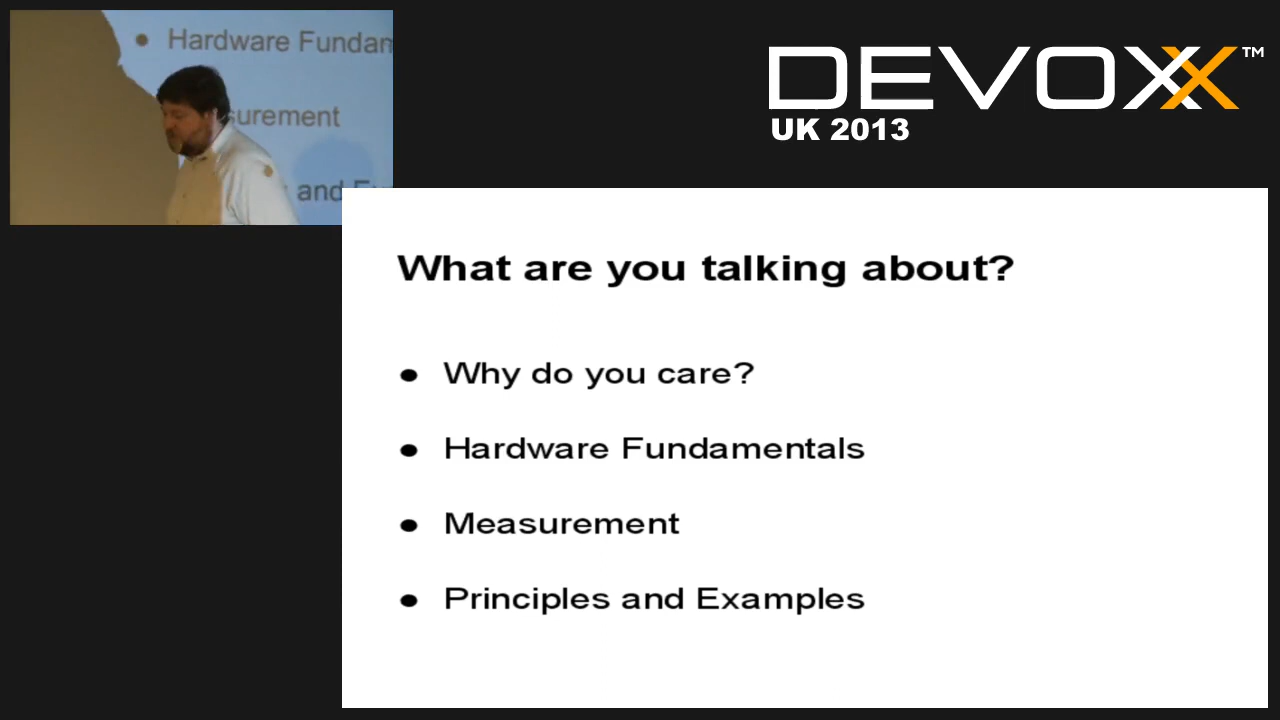 • Hardware Fundam
surement
and E
DEVOXX™
UK 2013
What are you talking about?
• Why do you care?
• Hardware Fundamentals
• Measurement
• Principles and Examples